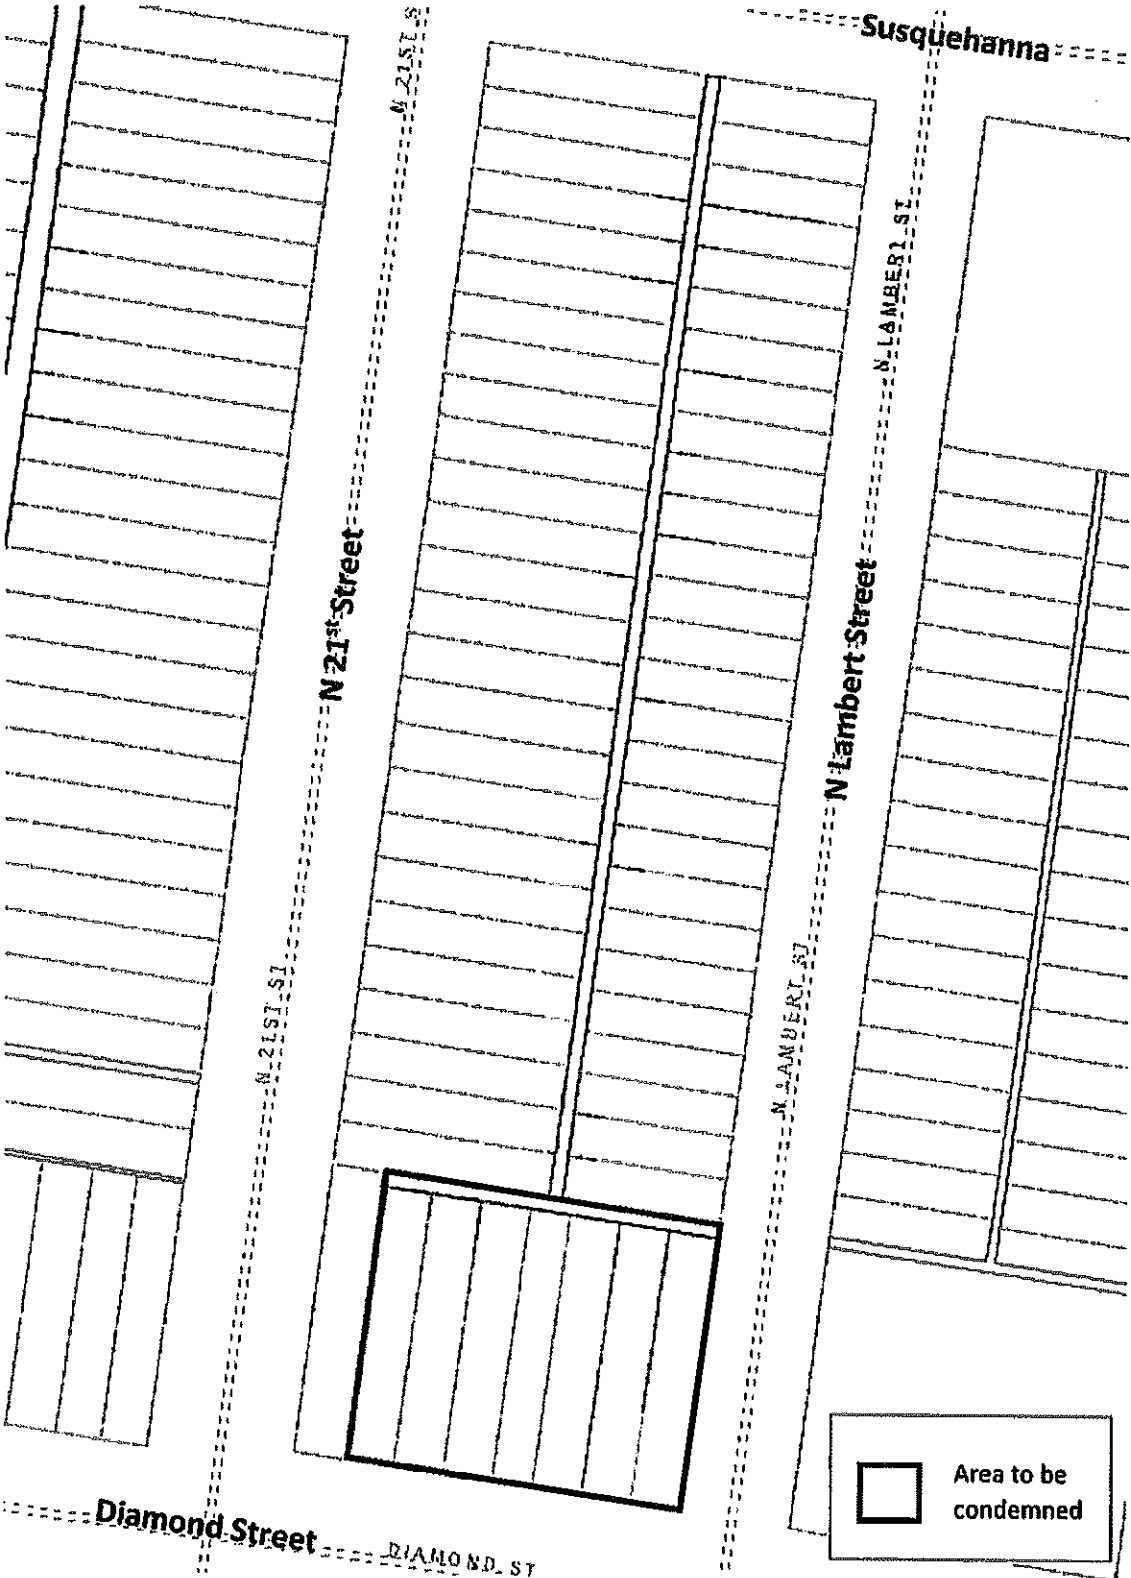 Susquehanna
N 21ST S
N LAMBERT ST
N 21st Street
N Lambert Street
N 21ST ST
N LAMBERT ST
Area to be
condemned
Diamond Street
DIAMOND ST